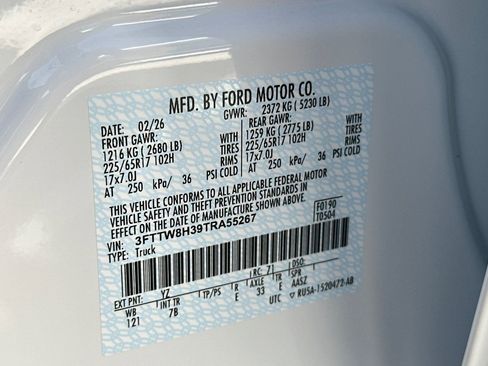 MFD. BY FORD MOTOR CO.
DATE: 02/26 GVWR: 2372 KG ( 5230 LB)
FRONT GAWR: REAR GAWR:
1216 KG ( 2680 LB) 1259 KG ( 2775 LB)
WITH TIRES WITH TIRES
225/65R17 102H 225/65R17 102H
RIMS RIMS
17x7.0J 17x7.0J
AT 250 kPa/ 36 PSI COLD AT 250 kPa/ 36 PSI COLD
THIS VEHICLE CONFORMS TO ALL APPLICABLE FEDERAL MOTOR
VEHICLE SAFETY AND THEFT PREVENTION STANDARDS IN
EFFECT ON THE DATE OF MANUFACTURE SHOWN ABOVE.
VIN: 3FTTW8H39TRA55267 F0190
TYPE: Truck T0504
EXT PNT: YZ RC: 71 DSO:
WB INT TR TP/PS R AXLE TR SPR
121 7B E 33 E AASZ
UTC ▽ RU5A-1520472-AB